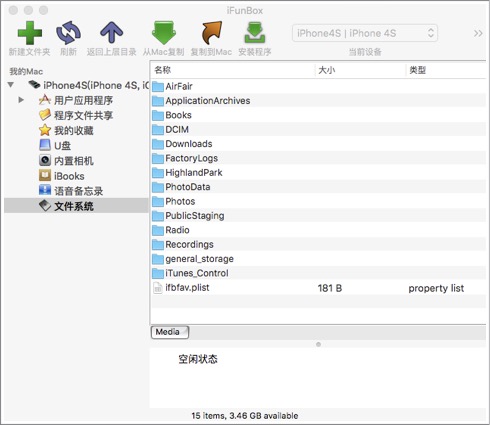 iFunBox
新建文件夹 刷新 返回上层目录 从Mac复制 复制到Mac 安装程序 iPhone4S | iPhone 4S 当前设备
我的Mac
iPhone4S(iPhone 4S, iO
用户应用程序
程序文件共享
我的收藏
U盘
内置相机
iBooks
语音备忘录
文件系统
名称 大小 类型
AirFair
ApplicationArchives
Books
DCIM
Downloads
FactoryLogs
HighlandPark
PhotoData
Photos
PublicStaging
Radio
Recordings
general_storage
iTunes_Control
ifbfav.plist 181 B property list
Media
空闲状态
15 items, 3.46 GB available